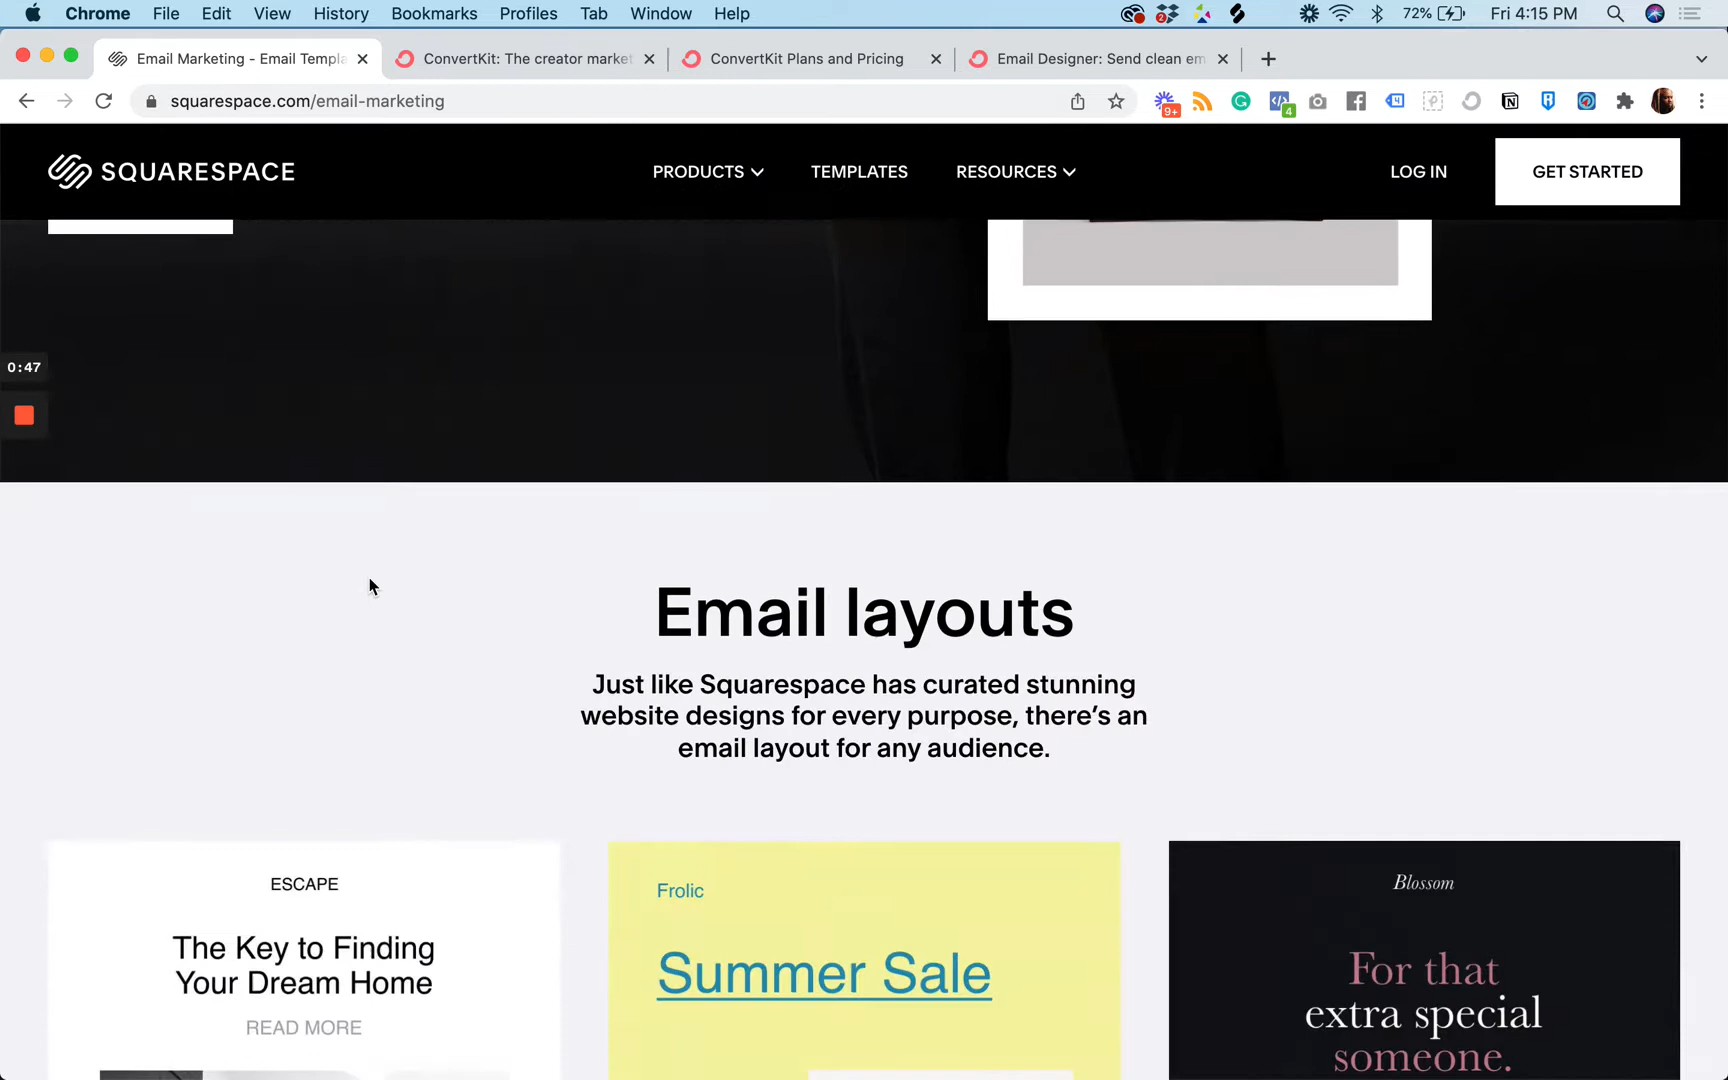 Chrome File Edit View History Bookmarks Profiles Tab Window Help 2 72% Fri 4:15 PM
Email Marketing - Email Templa ConvertKit: The creator market ConvertKit Plans and Pricing Email Designer: Send clean em
squarespace.com/email-marketing 9+ 4
SQUARESPACE PRODUCTS TEMPLATES RESOURCES LOG IN GET STARTED
0:47
Email layouts
Just like Squarespace has curated stunning
website designs for every purpose, there’s an
email layout for any audience.
ESCAPE
The Key to Finding
Your Dream Home
READ MORE
Frolic
Summer Sale
Blossom
For that
extra special
someone.